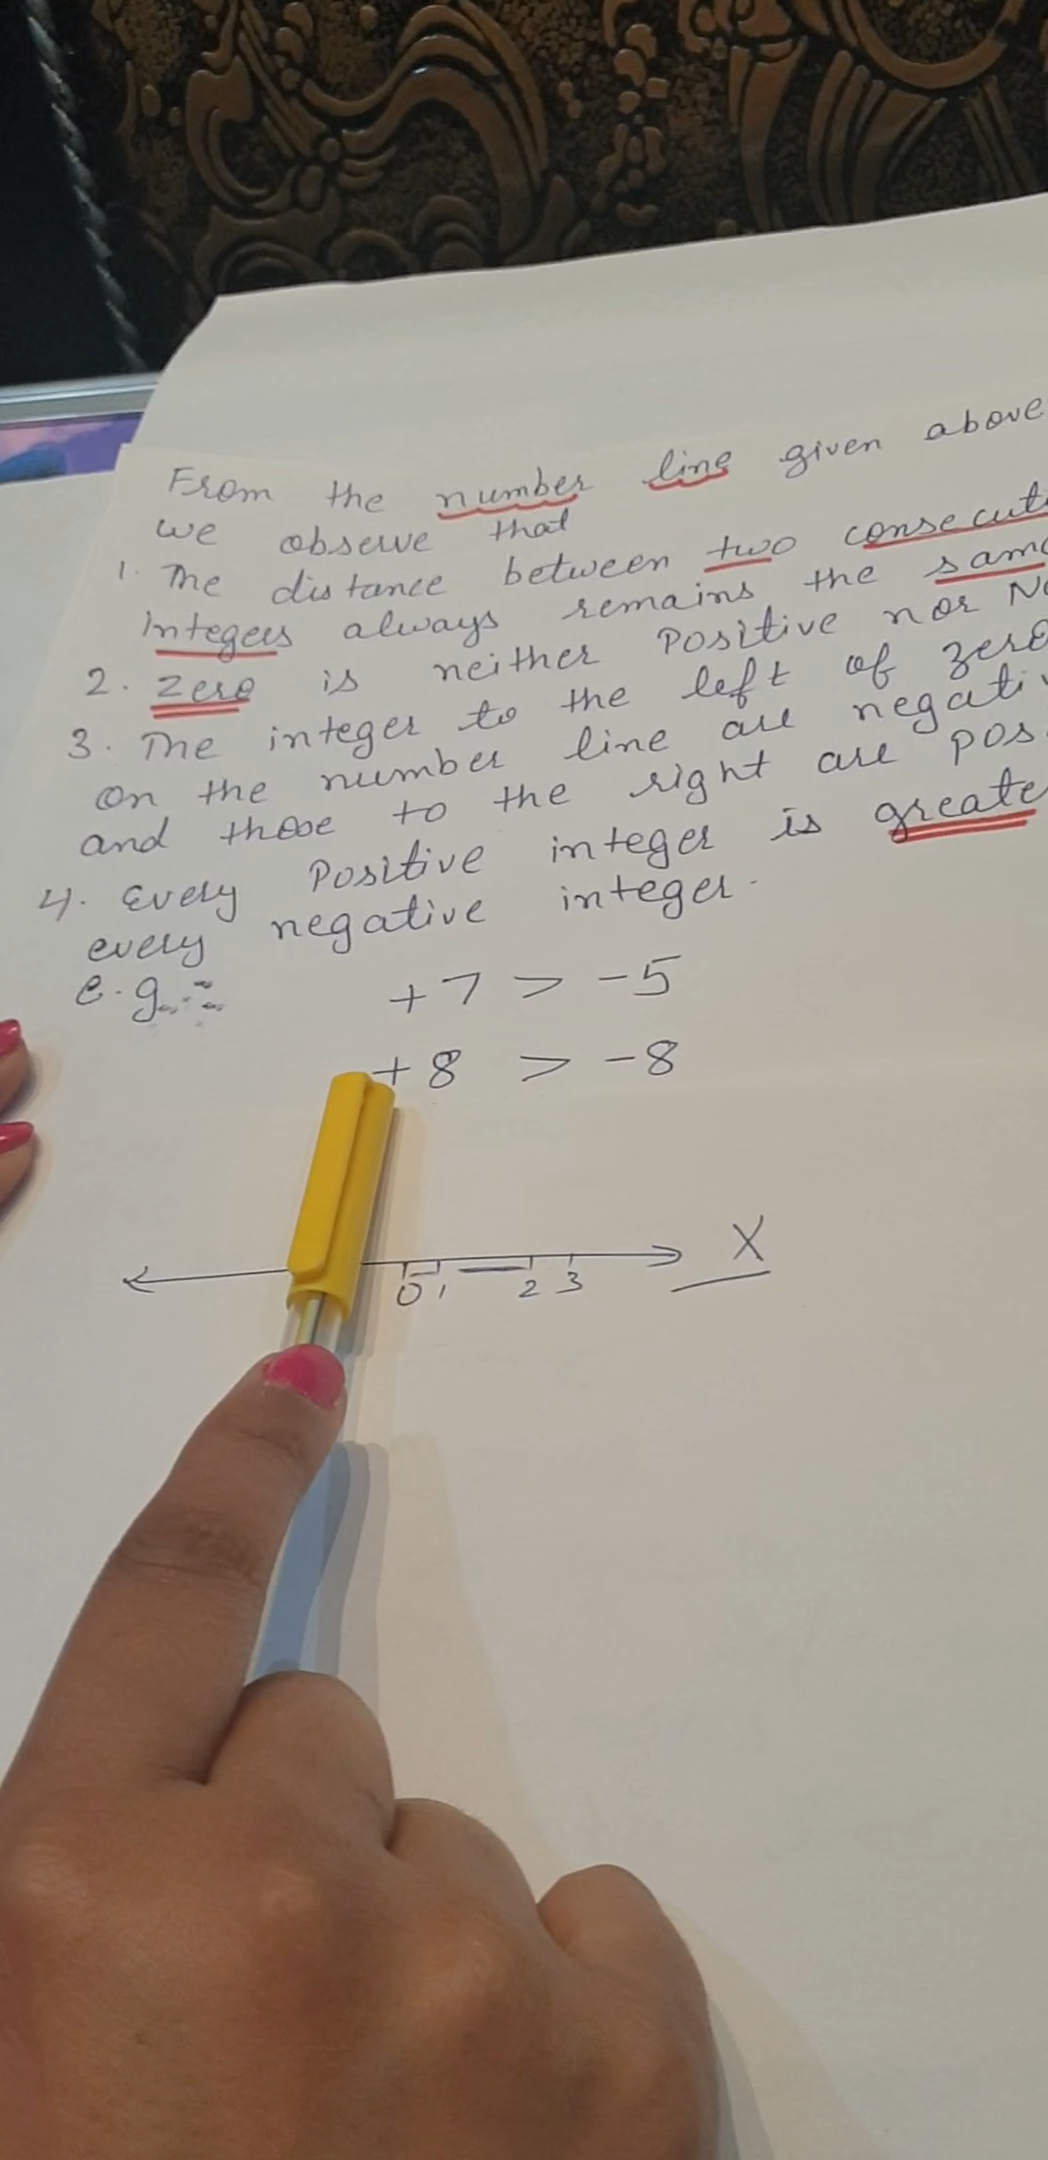 From the number line given above
we observe that
1. The distance between two consecut
integers always remains the same
2. Zero is neither Positive nor N
3. The integer to the left of zero
on the number line are negativ
and those to the right are pos
4. Every Positive integer is greate
every negative integer.
e.g.:-
+7 > -5
+8 > -8
X
0 1 2 3